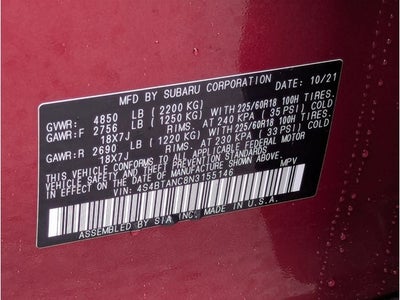 MFD BY SUBARU CORPORATION 10/21
GVWR: 4850 LB (2200 KG)
GAWR:F 2756 LB (1250 KG) WITH 225/60R18 100H TIRES.
18X7J RIMS. AT 240 KPA (35 PSI) COLD
GAWR:R 2690 LB (1220 KG) WITH 225/60R18 100H TIRES.
18X7J RIMS. AT 230 KPA (33 PSI) COLD
THIS VEHICLE CONFORMS TO ALL APPLICABLE
FEDERAL MOTOR VEHICLE SAFETY, BUMPER,
AND THEFT PREVENTION STANDARDS
IN EFFECT ON THE DATE OF
MANUFACTURE SHOWN ABOVE.
VIN: 4S4BTANC8N3155146 MPV
ASSEMBLED BY SIA INC. IN U.S.A.